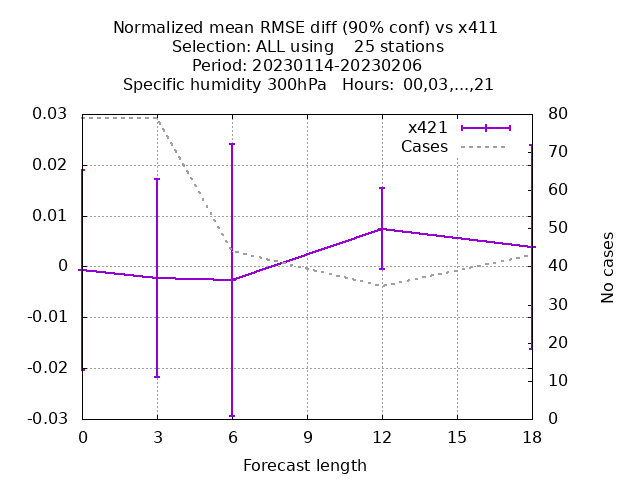 Normalized mean RMSE diff (90% conf) vs x411
Selection: ALL using    25 stations
Period: 20230114-20230206
Specific humidity 300hPa   Hours:  00,03,...,21
x421
Cases
0.03
0.02
0.01
0
-0.01
-0.02
-0.03
80
70
60
50
40
30
20
10
0
No cases
0 3 6 9 12 15 18
Forecast length